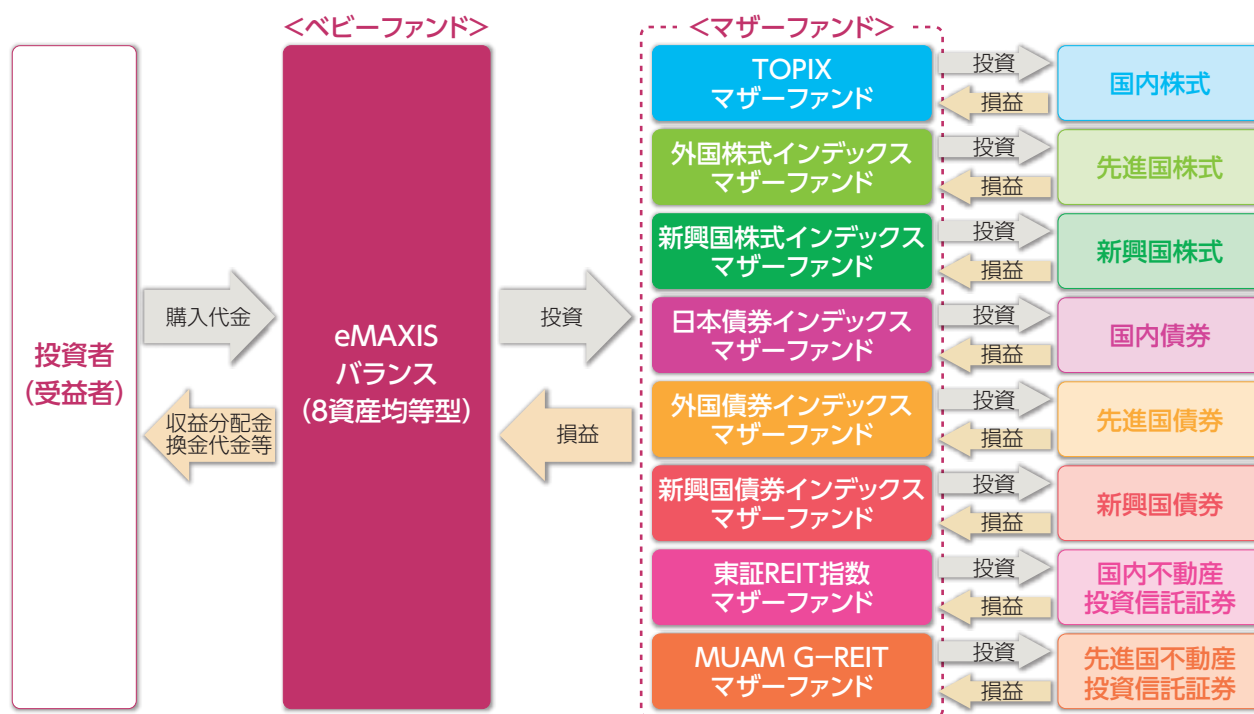 <ベビーファンド>
<マザーファンド>
投資者
(受益者)
購入代金
収益分配金
換金代金等
eMAXIS
バランス
(8資産均等型)
投資
損益
TOPIX
マザーファンド
投資
損益
国内株式
外国株式インデックス
マザーファンド
投資
損益
先進国株式
新興国株式インデックス
マザーファンド
投資
損益
新興国株式
日本債券インデックス
マザーファンド
投資
損益
国内債券
外国債券インデックス
マザーファンド
投資
損益
先進国債券
新興国債券インデックス
マザーファンド
投資
損益
新興国債券
東証REIT指数
マザーファンド
投資
損益
国内不動産
投資信託証券
MUAM G−REIT
マザーファンド
投資
損益
先進国不動産
投資信託証券